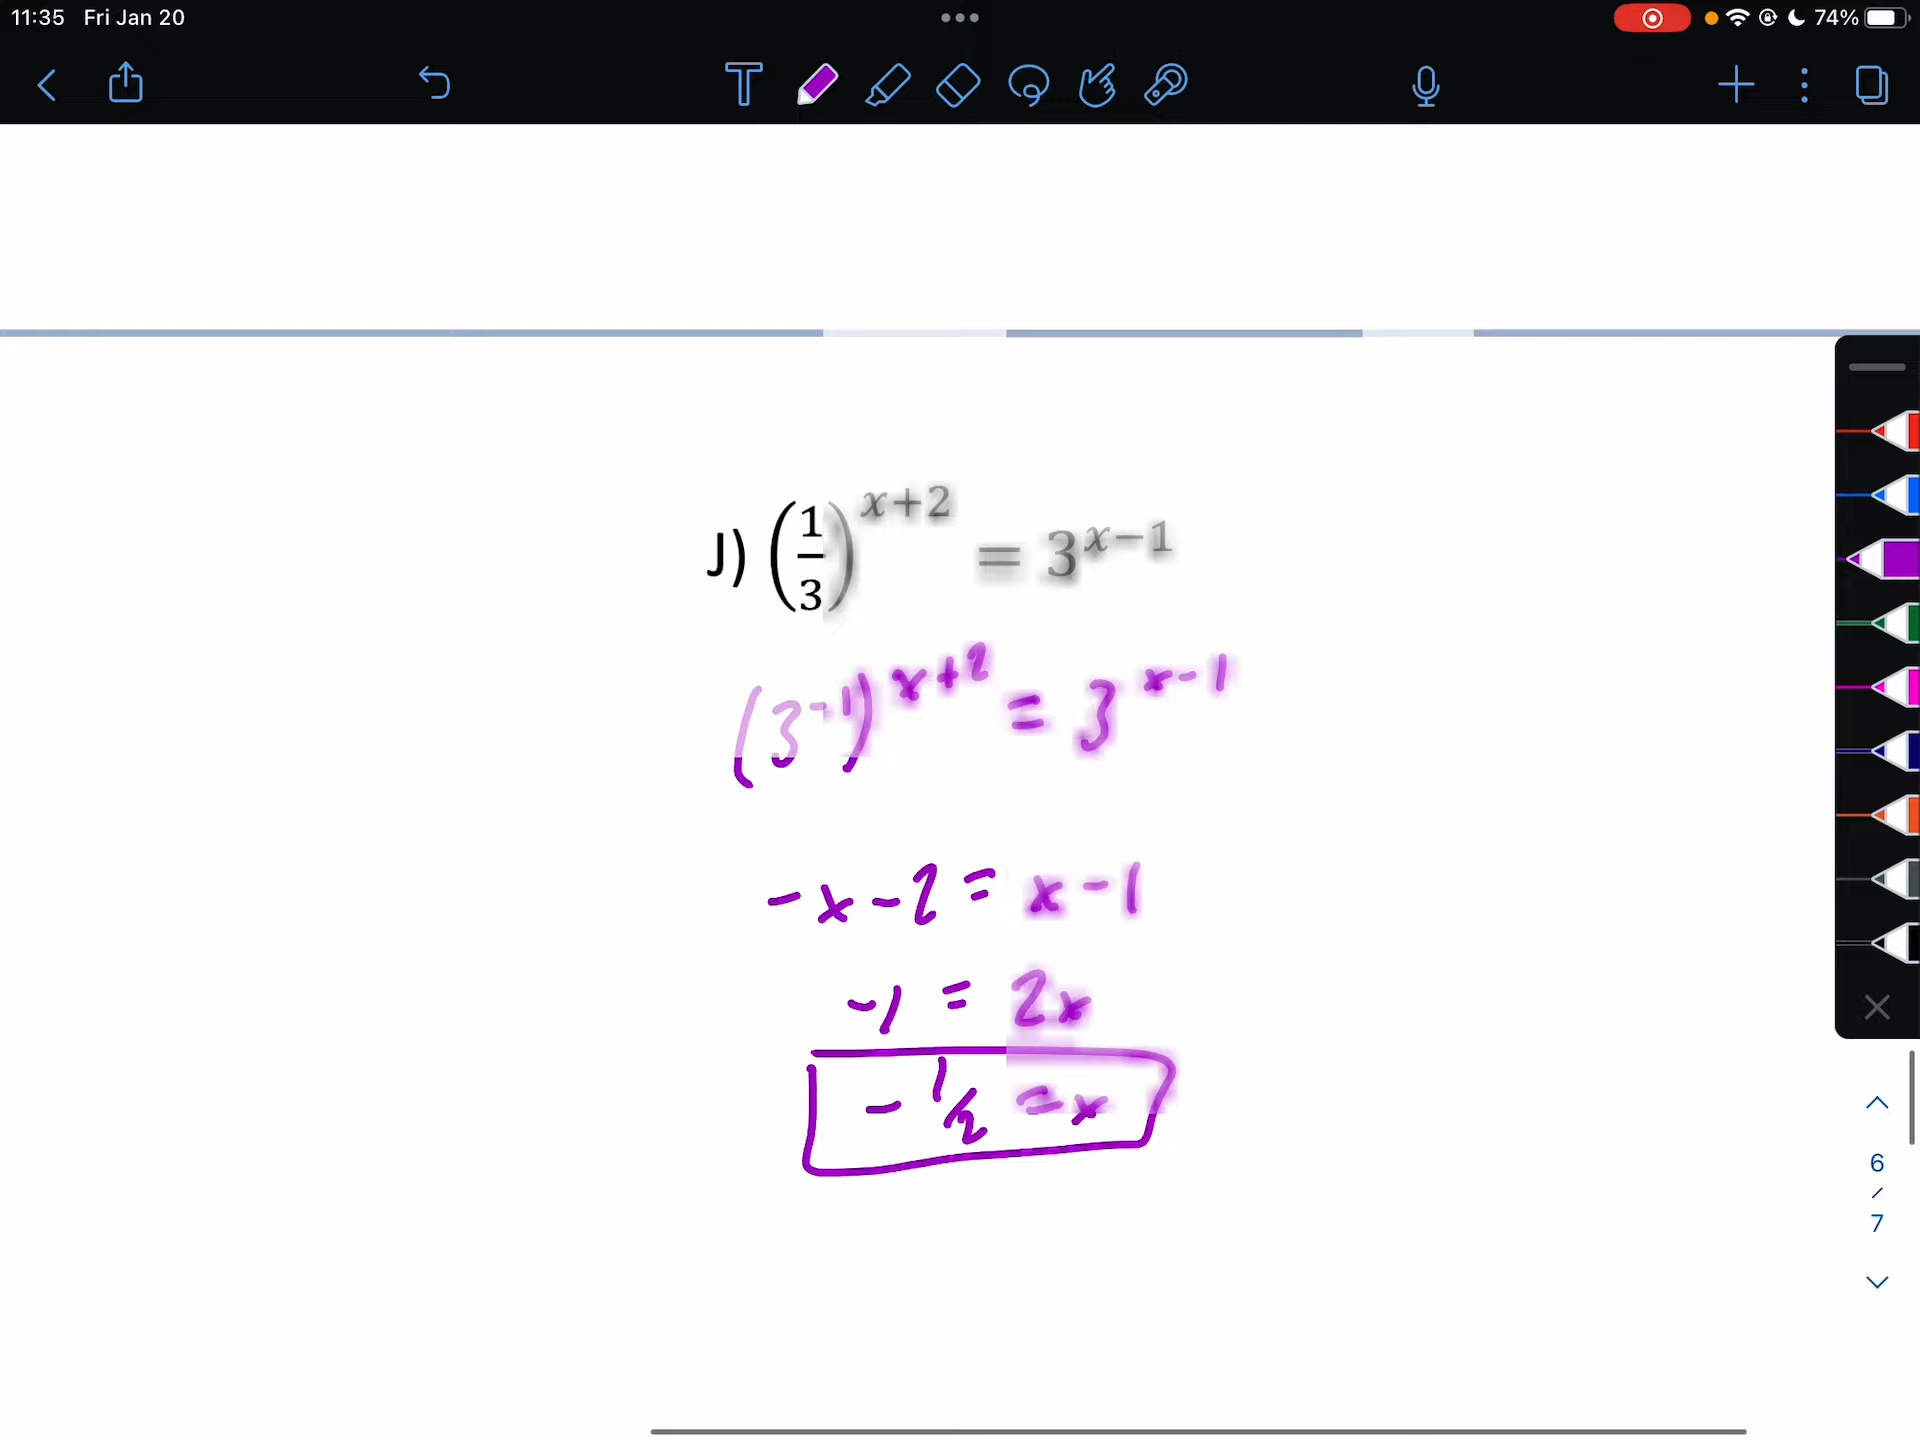 11:35 Fri Jan 20
74%
T
J) (1/3)^{x+2} = 3^{x-1}
(3^{-1})^{x+2} = 3^{x-1}
-x-2 = x-1
-1 = 2x
-1/2 = x
6
/
7